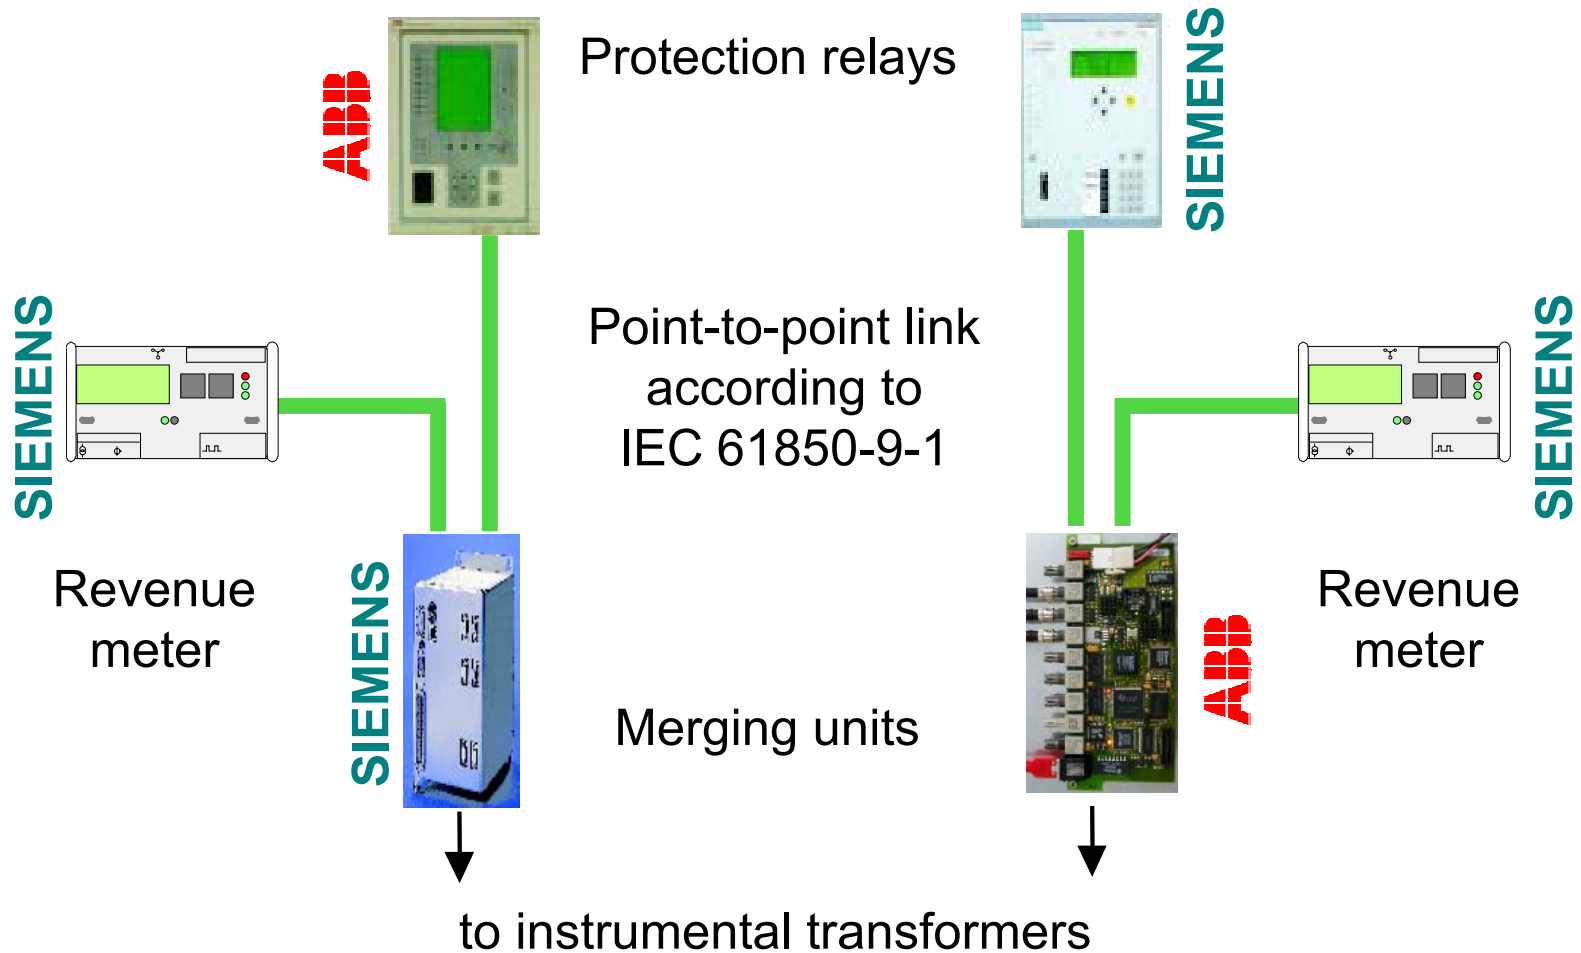 Protection relays
ABB
SIEMENS
SIEMENS
Point-to-point link
according to
IEC 61850-9-1
SIEMENS
Revenue
meter
SIEMENS
Merging units
ABB
Revenue
meter
to instrumental transformers